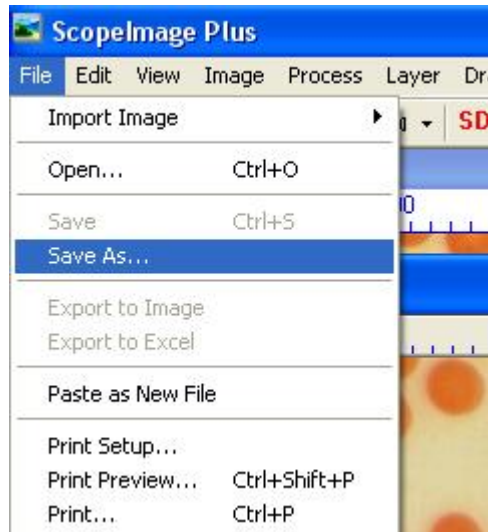 ScopeImage Plus
File Edit View Image Process Layer
Import Image
SD
Open... Ctrl+O
Save Ctrl+S
Save As...
Export to Image
Export to Excel
Paste as New File
Print Setup...
Print Preview... Ctrl+Shift+P
Print... Ctrl+P